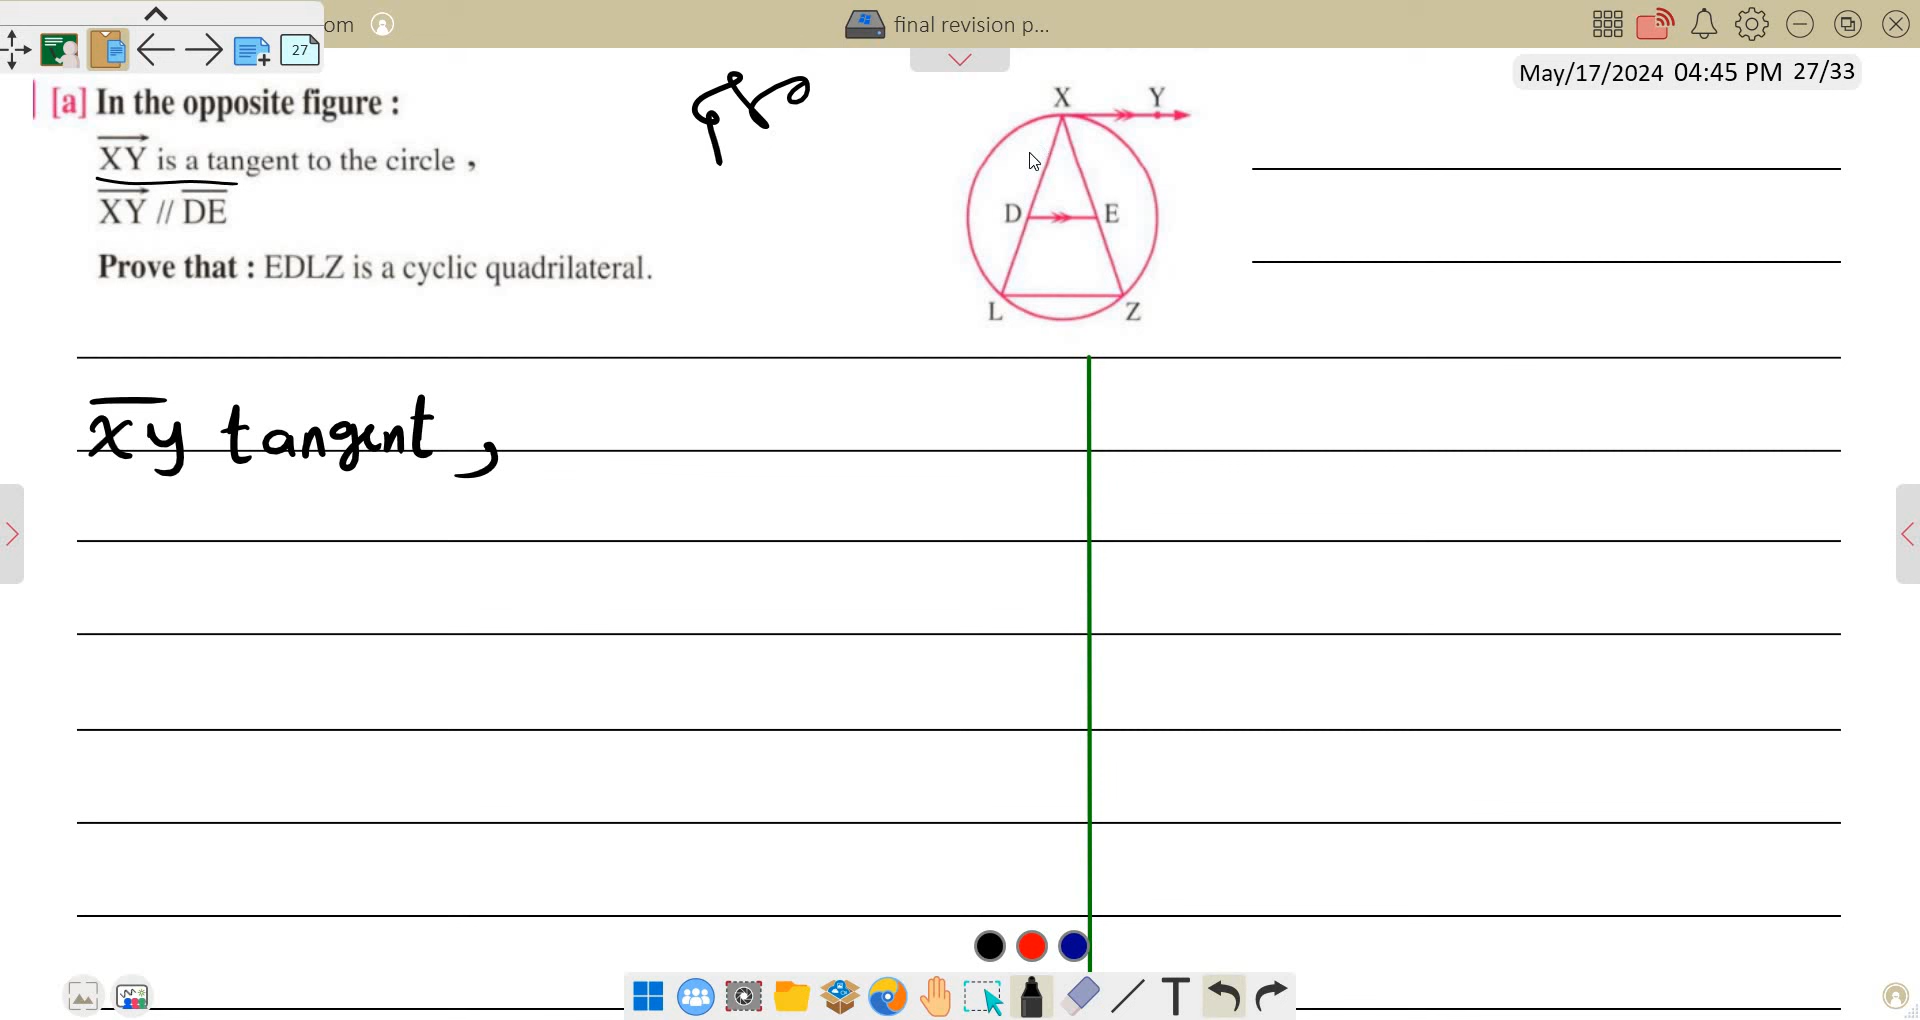 om
final revision p...
27
May/17/2024 04:45 PM 27/33
[a] In the opposite figure :
XY is a tangent to the circle ,
XY // DE
Prove that : EDLZ is a cyclic quadrilateral.
X Y
D E
L Z
xy tangent ,